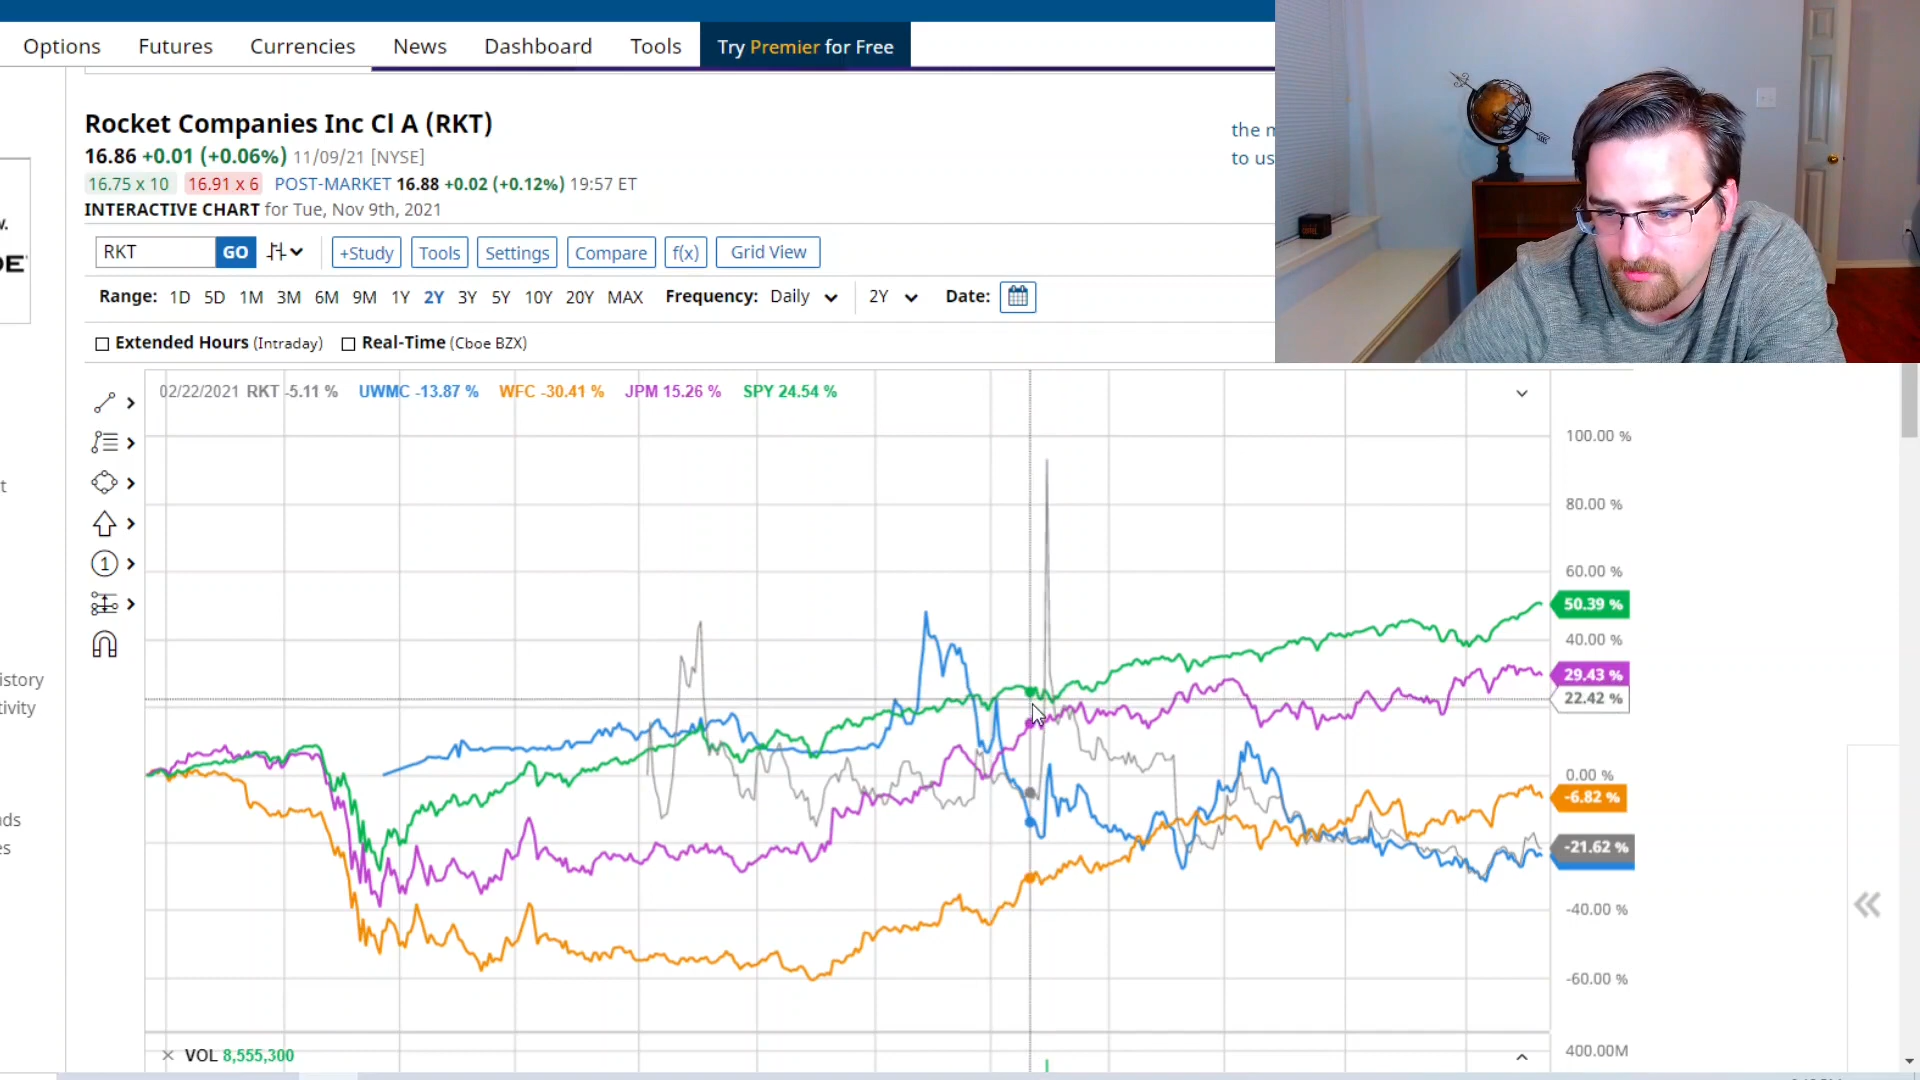 Options Futures Currencies News Dashboard Tools Try Premier for Free
Rocket Companies Inc Cl A (RKT)
16.86 +0.01 (+0.06%) 11/09/21 [NYSE]
16.75 x 10 16.91 x 6 POST-MARKET 16.88 +0.02 (+0.12%) 19:57 ET
INTERACTIVE CHART for Tue, Nov 9th, 2021
the
to us
RKT GO +Study Tools Settings Compare f(x) Grid View
Range: 1D 5D 1M 3M 6M 9M 1Y 2Y 3Y 5Y 10Y 20Y MAX Frequency: Daily 2Y Date:
Extended Hours (Intraday) Real-Time (Cboe BZX)
02/22/2021 RKT -5.11 % UWMC -13.87 % WFC -30.41 % JPM 15.26 % SPY 24.54 %
100.00 %
80.00 %
60.00 %
50.39 %
40.00 %
29.43 %
22.42 %
0.00 %
-6.82 %
-21.62 %
-40.00 %
-60.00 %
1
VOL 8,555,300
400.00M